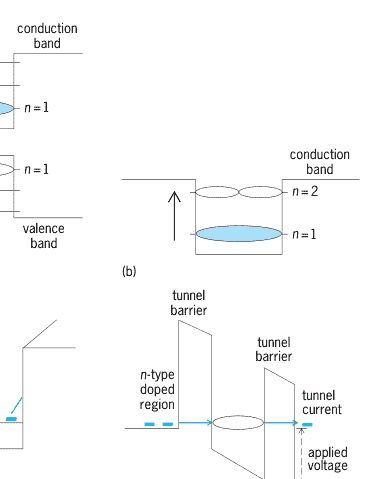 conduction
band
n = 1
n = 1
valence
band
conduction
band
n = 2
n = 1
(b)
tunnel
barrier
n-type
doped
region
tunnel
barrier
tunnel
current
applied
voltage